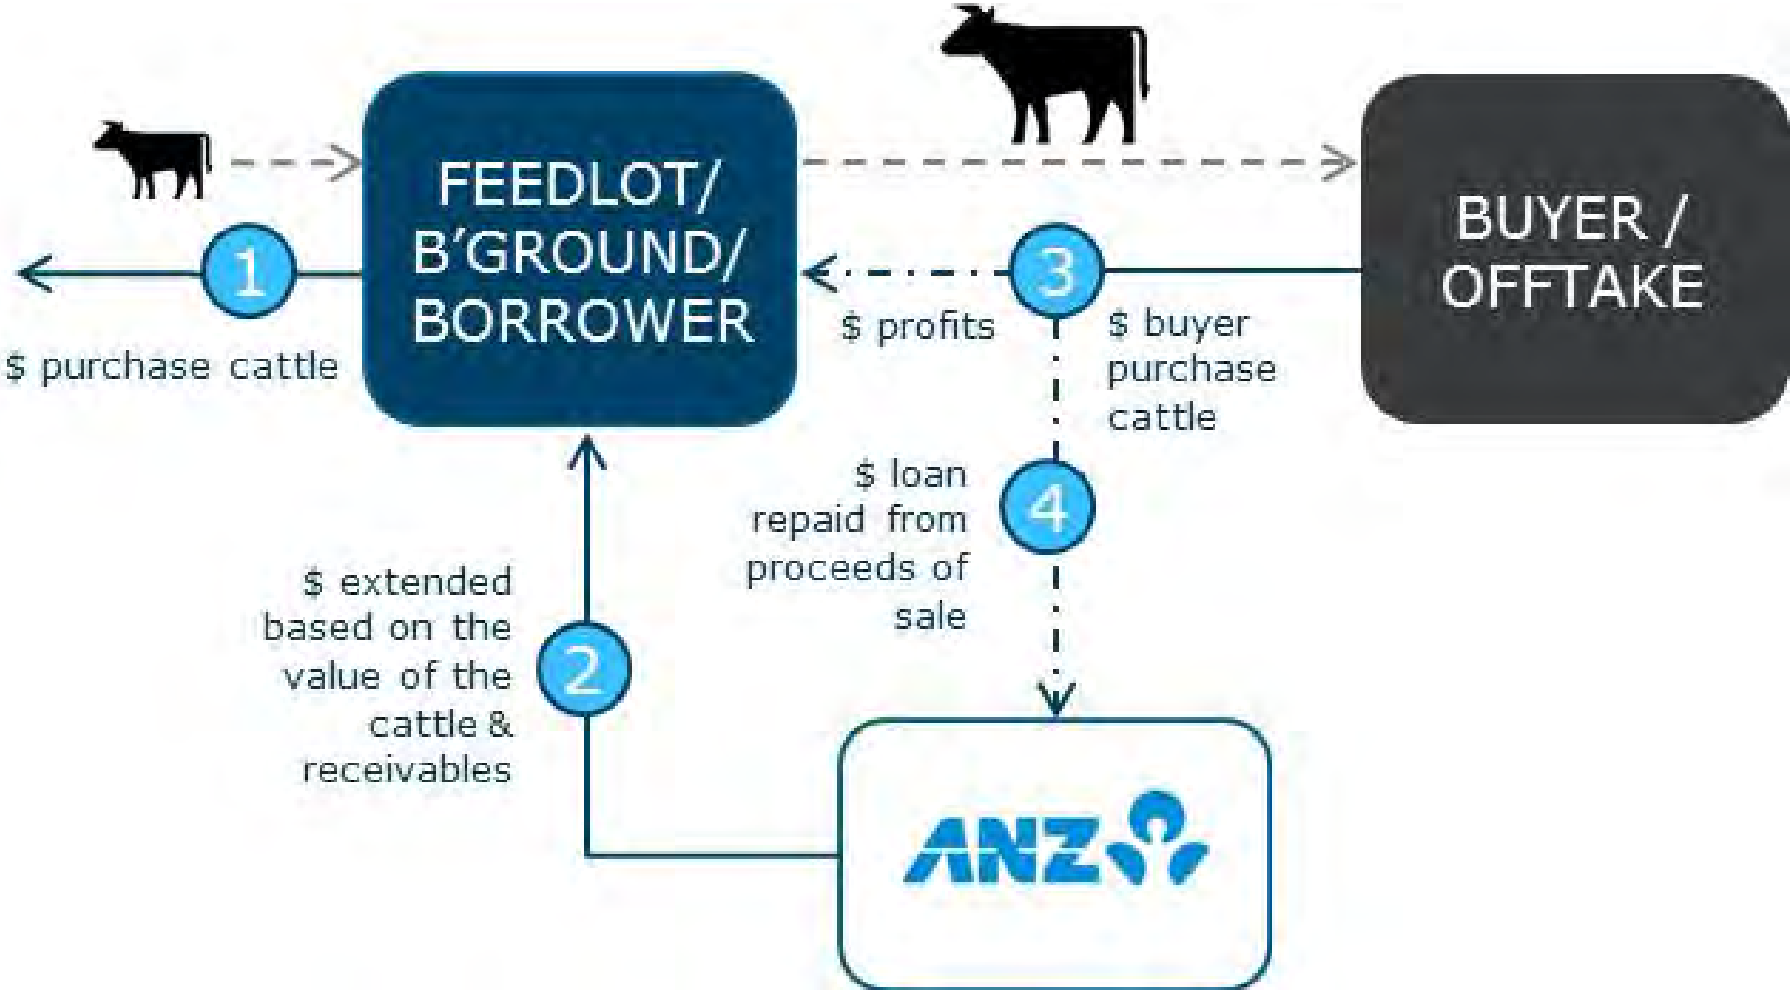 FEEDLOT/
B'GROUND/
BORROWER
BUYER /
OFFTAKE
1
$ purchase cattle
3
$ profits
$ buyer
purchase
cattle
4
$ loan
repaid from
proceeds of
sale
2
$ extended
based on the
value of the
cattle &
receivables
ANZ